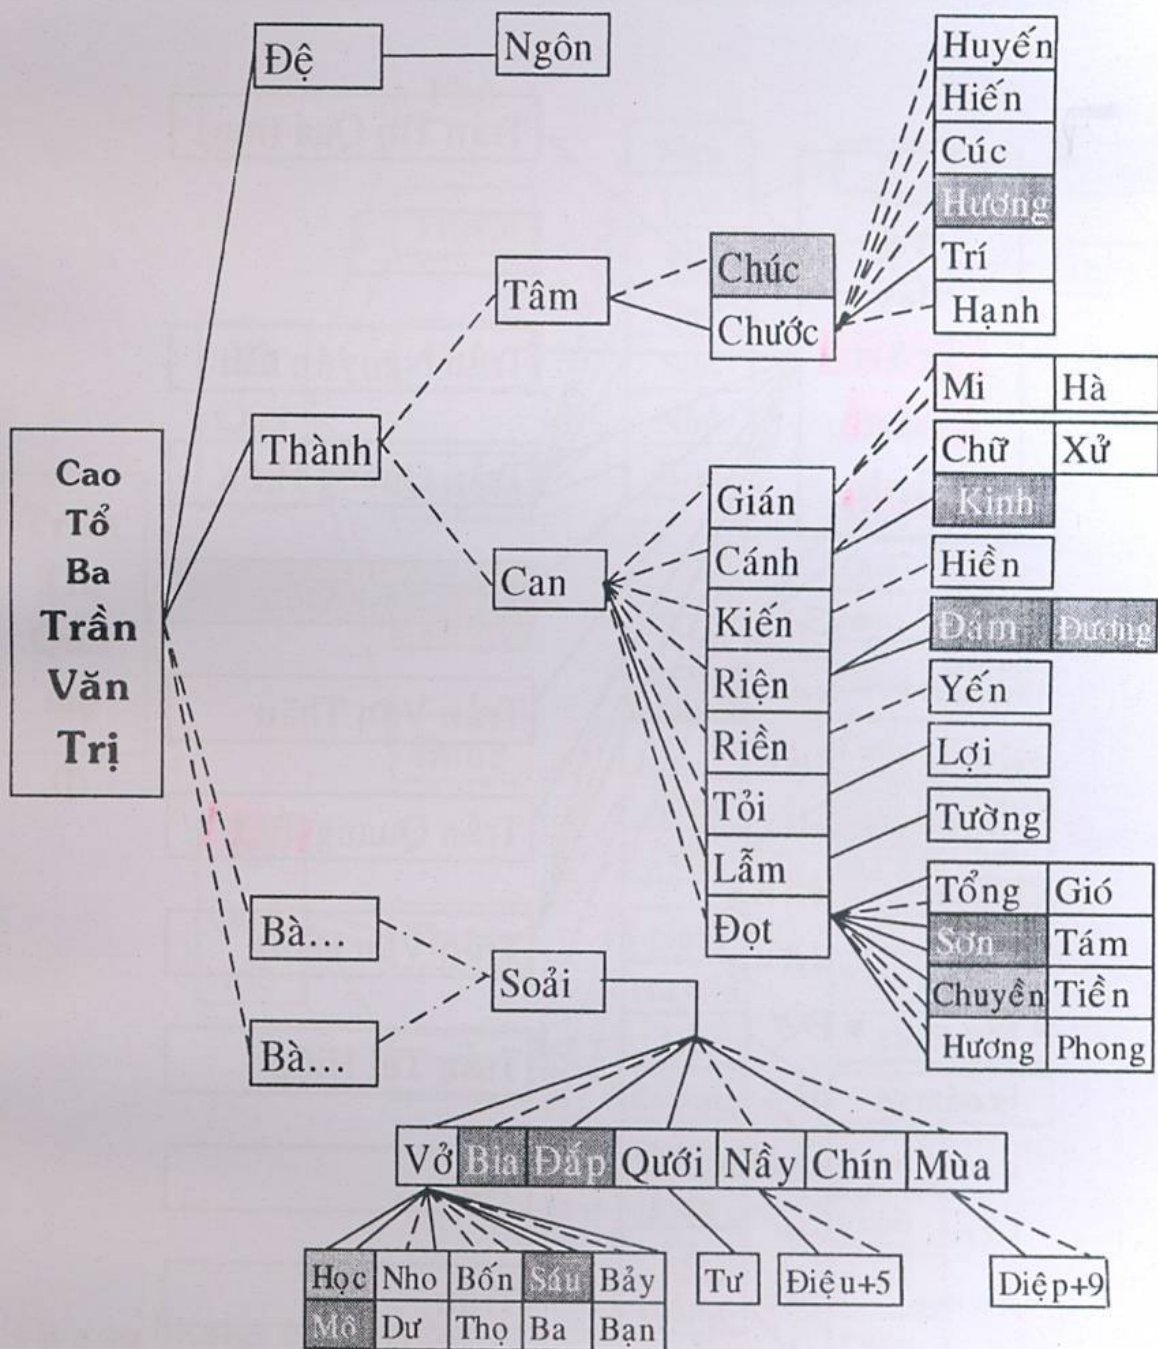 Cao
Tổ
Ba
Trần
Văn
Trị
Đệ
Ngôn
Thành
Tâm
Chúc
Chước
Huyến
Hiến
Cúc
Hương
Trí
Hạnh
Can
Gián
Cánh
Kiến
Riện
Riền
Tỏi
Lẫm
Đọt
Mi Hà
Chữ Xử
Kinh
Hiền
Đảm Đương
Yến
Lợi
Tường
Tổng Gió
Sơn Tám
Chuyền Tiền
Hương Phong
Bà...
Bà...
Soải
Vở Bìa Đắp Qưới Nầy Chín Mùa
Học Nho Bốn Sáu Bảy
Mô Dư Thọ Ba Bạn
Tư
Điệu+5
Diệp+9